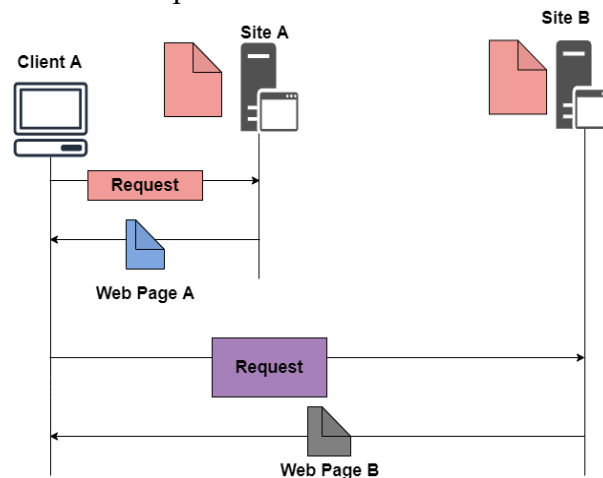 Site A
Site B
Client A
Request
Web Page A
Request
Web Page B